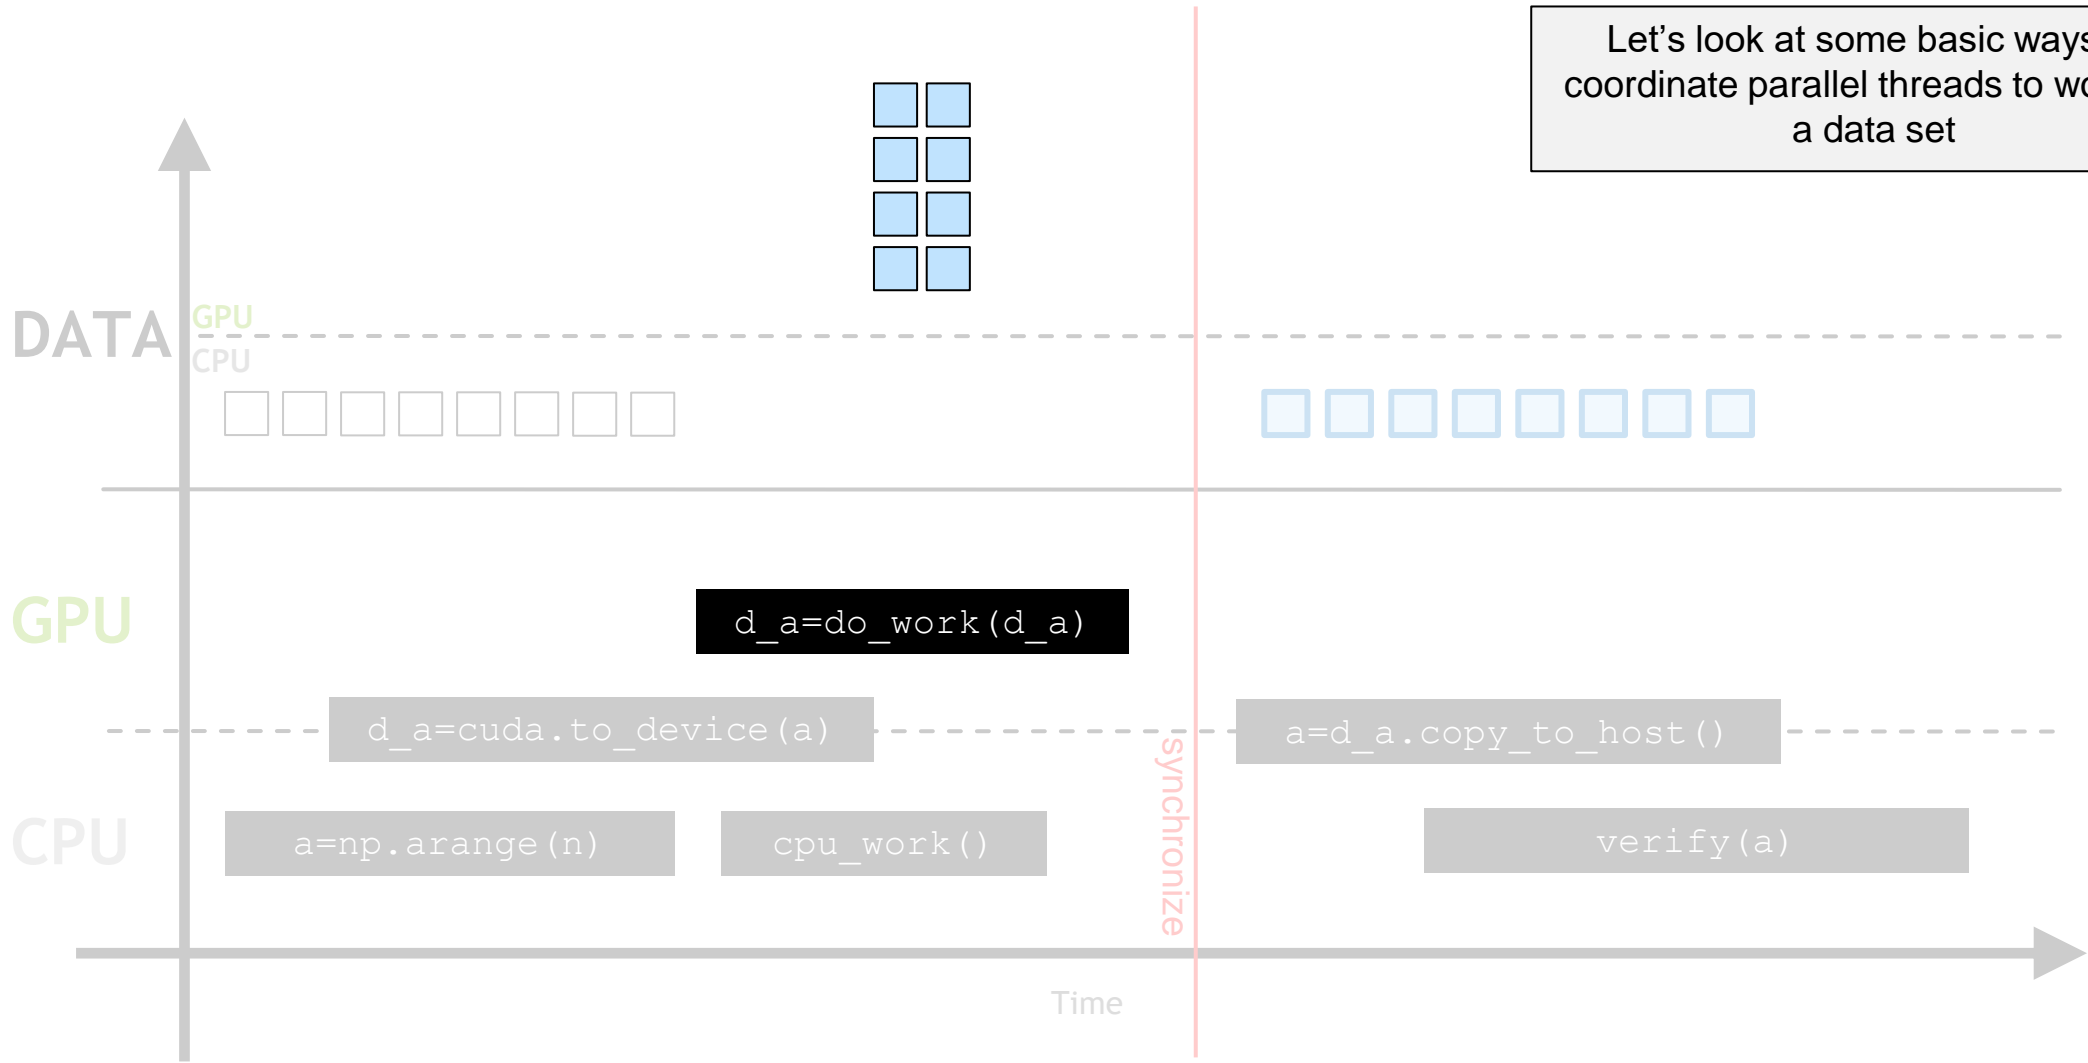 Let’s look at some basic ways
coordinate parallel threads to wo
a data set
DATA
GPU
CPU
GPU
d_a=do_work(d_a)
d_a=cuda.to_device(a)
a=d_a.copy_to_host()
synchronize
CPU
a=np.arange(n)
cpu_work()
verify(a)
Time